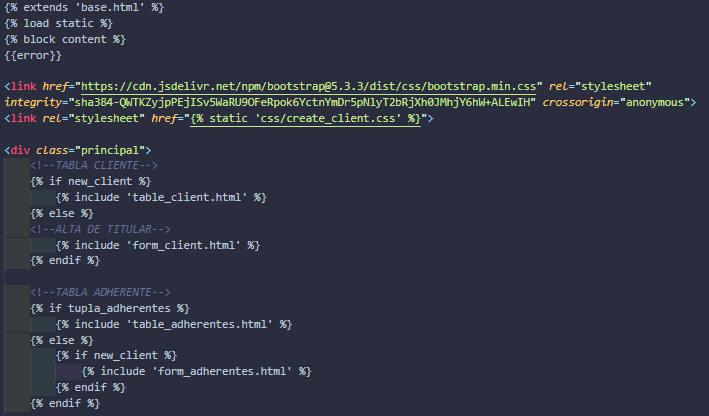 {% extends 'base.html' %}
{% load static %}
{% block content %}
{{error}}
<link href="https://cdn.jsdelivr.net/npm/bootstrap@5.3.3/dist/css/bootstrap.min.css" rel="stylesheet"
integrity="sha384-QWTKZyjpPEjISv5WaRU9OFeRpok6YctnYmDr5pNlyT2bRjXh0JMhjY6hW+ALEwIH" crossorigin="anonymous">
<link rel="stylesheet" href="{% static 'css/create_client.css' %}">
<div class="principal">
<!--TABLA CLIENTE-->
{% if new_client %}
{% include 'table_client.html' %}
{% else %}
<!--ALTA DE TITULAR-->
{% include 'form_client.html' %}
{% endif %}
<!--TABLA ADHERENTE-->
{% if tupla_adherentes %}
{% include 'table_adherentes.html' %}
{% else %}
{% if new_client %}
{% include 'form_adherentes.html' %}
{% endif %}
{% endif %}